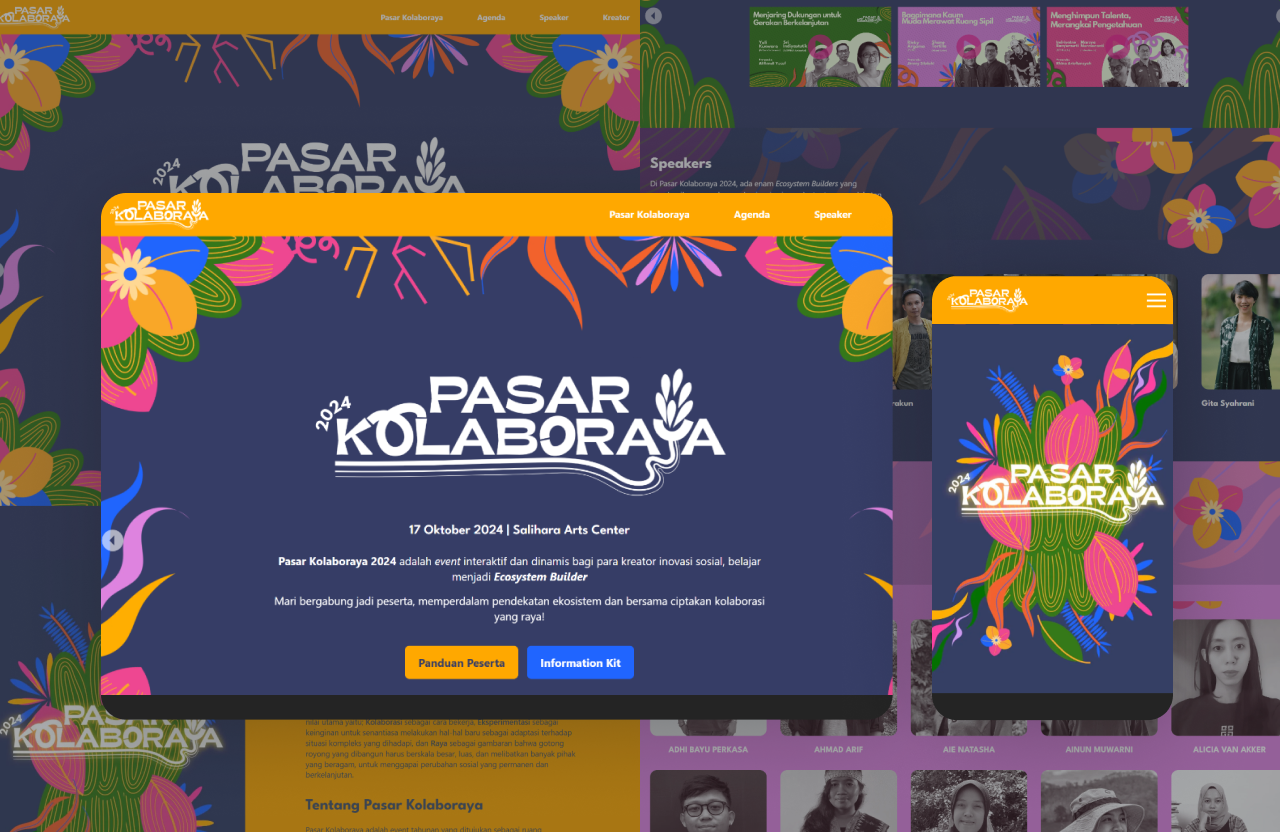 PASAR
KOLABORAYA
Pasar Kolaboraya
Agenda
Speaker
Kreator
2024
PASAR
KOLABORAYA
Menjaring Dukungan untuk
Gerakan Berkelanjutan
Bagaimana Kaum
Muda Merawat Ruang Sipil
Menghimpun Talenta,
Merangkai Pengetahuan
Speakers
Di Pasar Kolaboraya 2024, ada enam Ecosystem Builders yang
Gita Syahrani
PASAR
KOLABORAYA
Pasar Kolaboraya
Agenda
Speaker
2024
PASAR
KOLABORAYA
17 Oktober 2024 | Salihara Arts Center
Pasar Kolaboraya 2024 adalah event interaktif dan dinamis bagi para kreator inovasi sosial, belajar
menjadi Ecosystem Builder
Mari bergabung jadi peserta, memperdalam pendekatan ekosistem dan bersama ciptakan kolaborasi
yang raya!
Panduan Peserta
Information Kit
PASAR
KOLABORAYA
2024
PASAR
KOLABORAYA
2024
PASAR
KOLABORAYA
nilai utama yaitu: Kolaborasi sebagai cara bekerja, Eksperimentasi sebagai
keinginan untuk senantiasa melakukan hal-hal baru sebagai adaptasi terhadap
situasi kompleks yang dihadapi, dan Raya sebagai gambaran bahwa gotong
royong yang dibangun harus berskala besar, luas, dan melibatkan banyak pihak
yang beragam, untuk menggapai perubahan sosial yang permanen dan
berkelanjutan.
Tentang Pasar Kolaboraya
Pasar Kolaboraya adalah event tahunan yang ditujukan sebagai ruang
ADHI BAYU PERKASA
AHMAD ARIF
AIE NATASHA
AINUN MUWARNI
ALICIA VAN AKKER